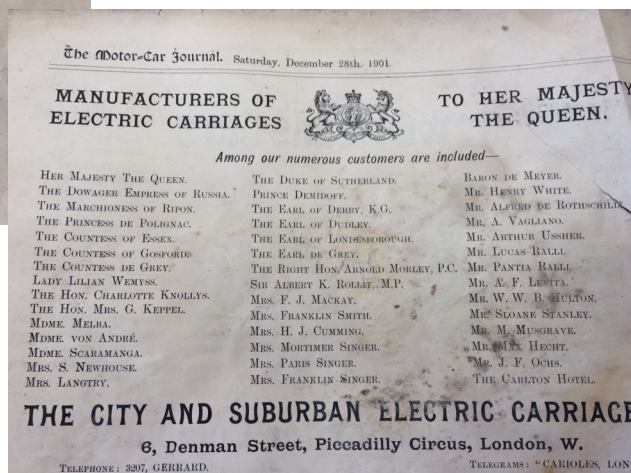 The Motor-Car Journal. Saturday, December 28th, 1901.
MANUFACTURERS OF
ELECTRIC CARRIAGES
TO HER MAJESTY
THE QUEEN.
Among our numerous customers are included—
HER MAJESTY THE QUEEN.
THE DOWAGER EMPRESS OF RUSSIA.
THE MARCHIONESS OF RIPON.
THE PRINCESS DE POLIGNAC.
THE COUNTESS OF ESSEX.
THE COUNTESS OF GOSFORD.
THE COUNTESS DE GREY.
LADY LILIAN WEMYSS.
THE HON. CHARLOTTE KNOLLYS.
THE HON. MRS. G. KEPPEL.
MDME. MELBA.
MDME. VON ANDRÉ.
MDME. SCARAMANGA.
MRS. S. NEWHOUSE.
MRS. LANGTRY.
THE DUKE OF SUTHERLAND.
PRINCE DEMIDOFF.
THE EARL OF DERBY, K.G.
THE EARL OF DUDLEY.
THE EARL OF LONDESBOROUGH.
THE EARL DE GREY.
THE RIGHT HON. ARNOLD MORLEY, P.C.
SIR ALBERT K. ROLLIT, M.P.
MRS. F. J. MACKAY.
MRS. FRANKLIN SMITH.
MRS. H. J. CUMMING.
MRS. MORTIMER SINGER.
MRS. PARIS SINGER.
MRS. FRANKLIN SINGER.
BARON DE MEYER.
MR. HENRY WHITE.
MR. ALFRED DE ROTHSCHILD.
MR. A. VAGLIANO.
MR. ARTHUR USSHER.
MR. LUCAS RALLI.
MR. PANTIA RALLI.
MR. A. F. LEVITA.
MR. W. W. B. HULTON.
MR. SLOANE STANLEY.
MR. M. MUSGRAVE.
MR. MAX HECHT.
MR. J. F. OCHS.
THE CARLTON HOTEL.
THE CITY AND SUBURBAN ELECTRIC CARRIAGE
6, Denman Street, Piccadilly Circus, London, W.
TELEPHONE: 3207, GERRARD.
TELEGRAMS: "CARIOLES, LON